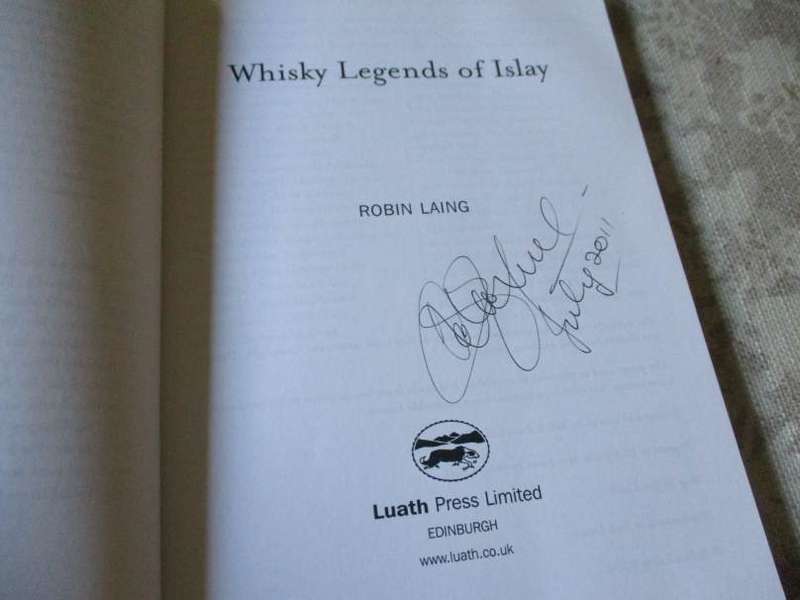 Whisky Legends of Islay
ROBIN LAING
July 2011
Luath Press Limited
EDINBURGH
www.luath.co.uk